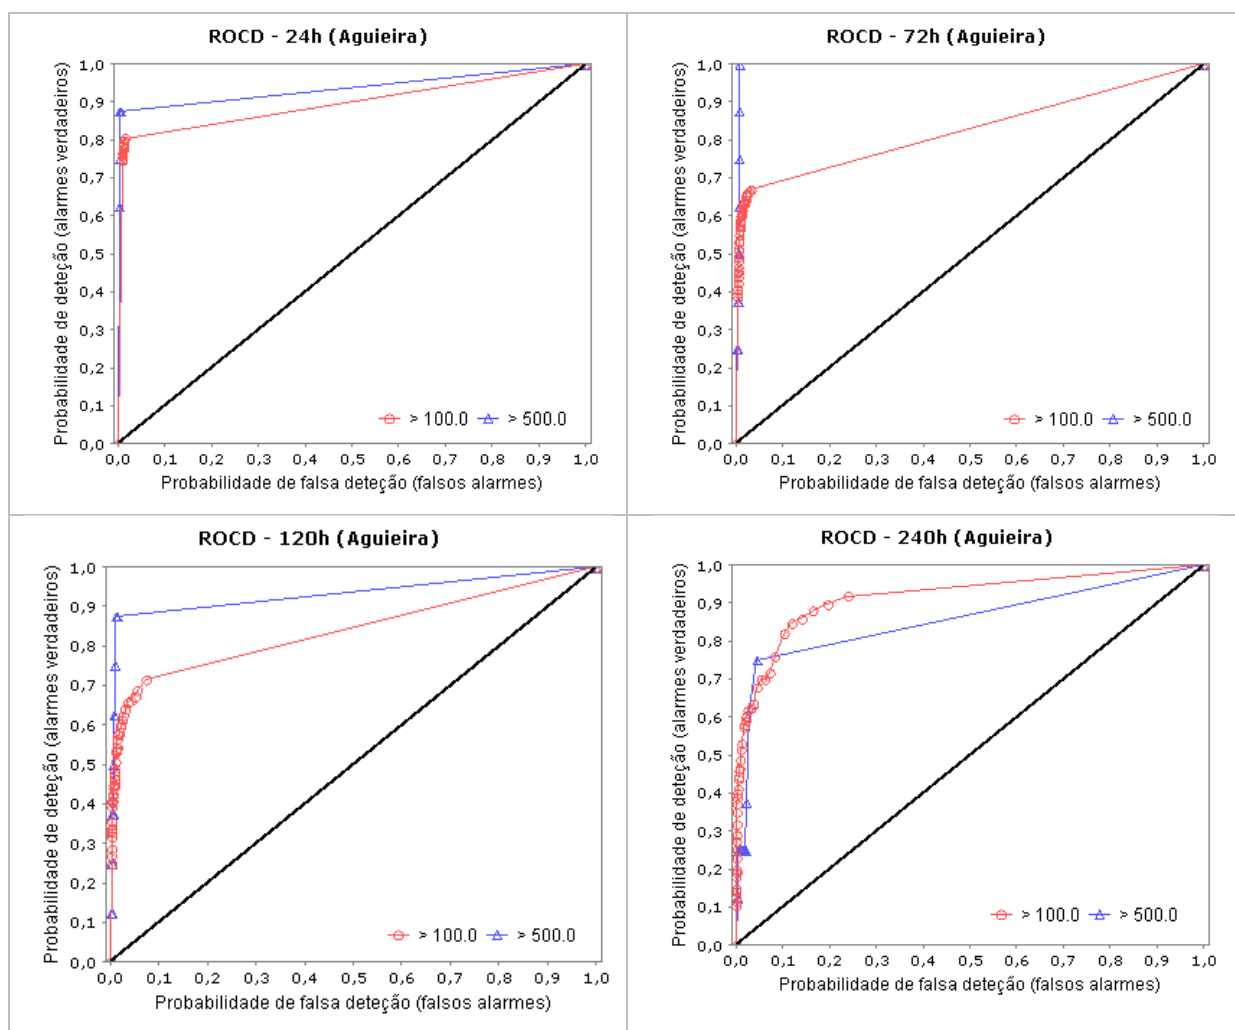 ROCD - 24h (Aguieira)
Probabilidade de deteção (alarmes verdadeiros)
1,0
0,9
0,8
0,7
0,6
0,5
0,4
0,3
0,2
0,1
0,0
> 100.0 > 500.0
0,0 0,1 0,2 0,3 0,4 0,5 0,6 0,7 0,8 0,9 1,0
Probabilidade de falsa deteção (falsos alarmes)
ROCD - 72h (Aguieira)
Probabilidade de deteção (alarmes verdadeiros)
1,0
0,9
0,8
0,7
0,6
0,5
0,4
0,3
0,2
0,1
0,0
> 100.0 > 500.0
0,0 0,1 0,2 0,3 0,4 0,5 0,6 0,7 0,8 0,9 1,0
Probabilidade de falsa deteção (falsos alarmes)
ROCD - 120h (Aguieira)
Probabilidade de deteção (alarmes verdadeiros)
1,0
0,9
0,8
0,7
0,6
0,5
0,4
0,3
0,2
0,1
0,0
> 100.0 > 500.0
0,0 0,1 0,2 0,3 0,4 0,5 0,6 0,7 0,8 0,9 1,0
Probabilidade de falsa deteção (falsos alarmes)
ROCD - 240h (Aguieira)
Probabilidade de deteção (alarmes verdadeiros)
1,0
0,9
0,8
0,7
0,6
0,5
0,4
0,3
0,2
0,1
0,0
> 100.0 > 500.0
0,0 0,1 0,2 0,3 0,4 0,5 0,6 0,7 0,8 0,9 1,0
Probabilidade de falsa deteção (falsos alarmes)